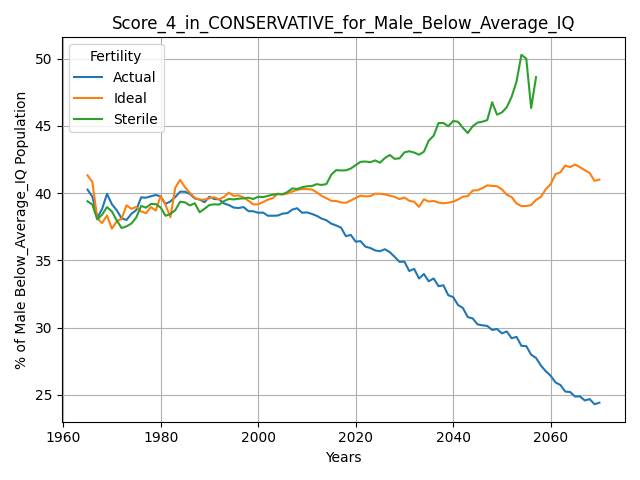 Score_4_in_CONSERVATIVE_for_Male_Below_Average_IQ
% of Male Below_Average_IQ Population
50
45
40
35
30
25
Fertility
Actual
Ideal
Sterile
1960
1980
2000
2020
2040
2060
Years